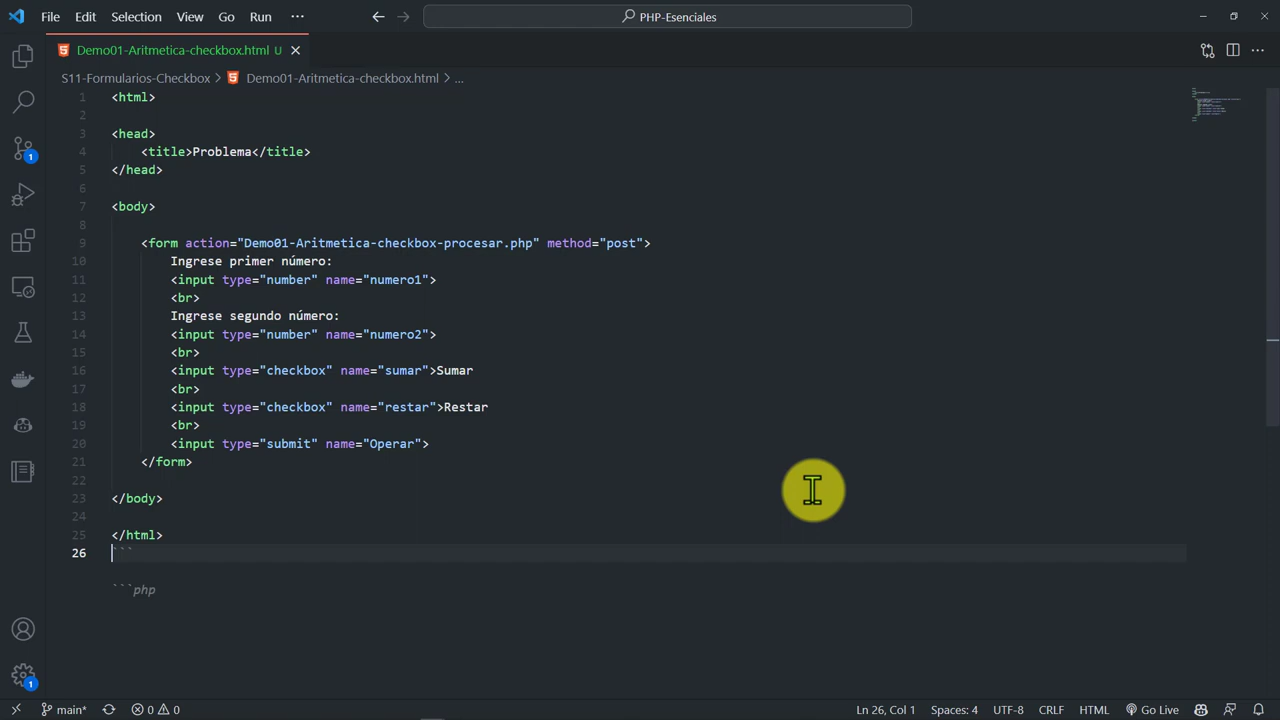 File Edit Selection View Go Run ··· PHP-Esenciales
Demo01-Aritmetica-checkbox.html U
S11-Formularios-Checkbox > Demo01-Aritmetica-checkbox.html > ...
1 <html>
2
3 <head>
4 <title>Problema</title>
5 </head>
6
7 <body>
8
9 <form action="Demo01-Aritmetica-checkbox-procesar.php" method="post">
10 Ingrese primer número:
11 <input type="number" name="numero1">
12 <br>
13 Ingrese segundo número:
14 <input type="number" name="numero2">
15 <br>
16 <input type="checkbox" name="sumar">Sumar
17 <br>
18 <input type="checkbox" name="restar">Restar
19 <br>
20 <input type="submit" name="Operar">
21 </form>
22
23 </body>
24
25 </html>
26 ```
```php
1
1
main* 0 0 Ln 26, Col 1 Spaces: 4 UTF-8 CRLF HTML Go Live